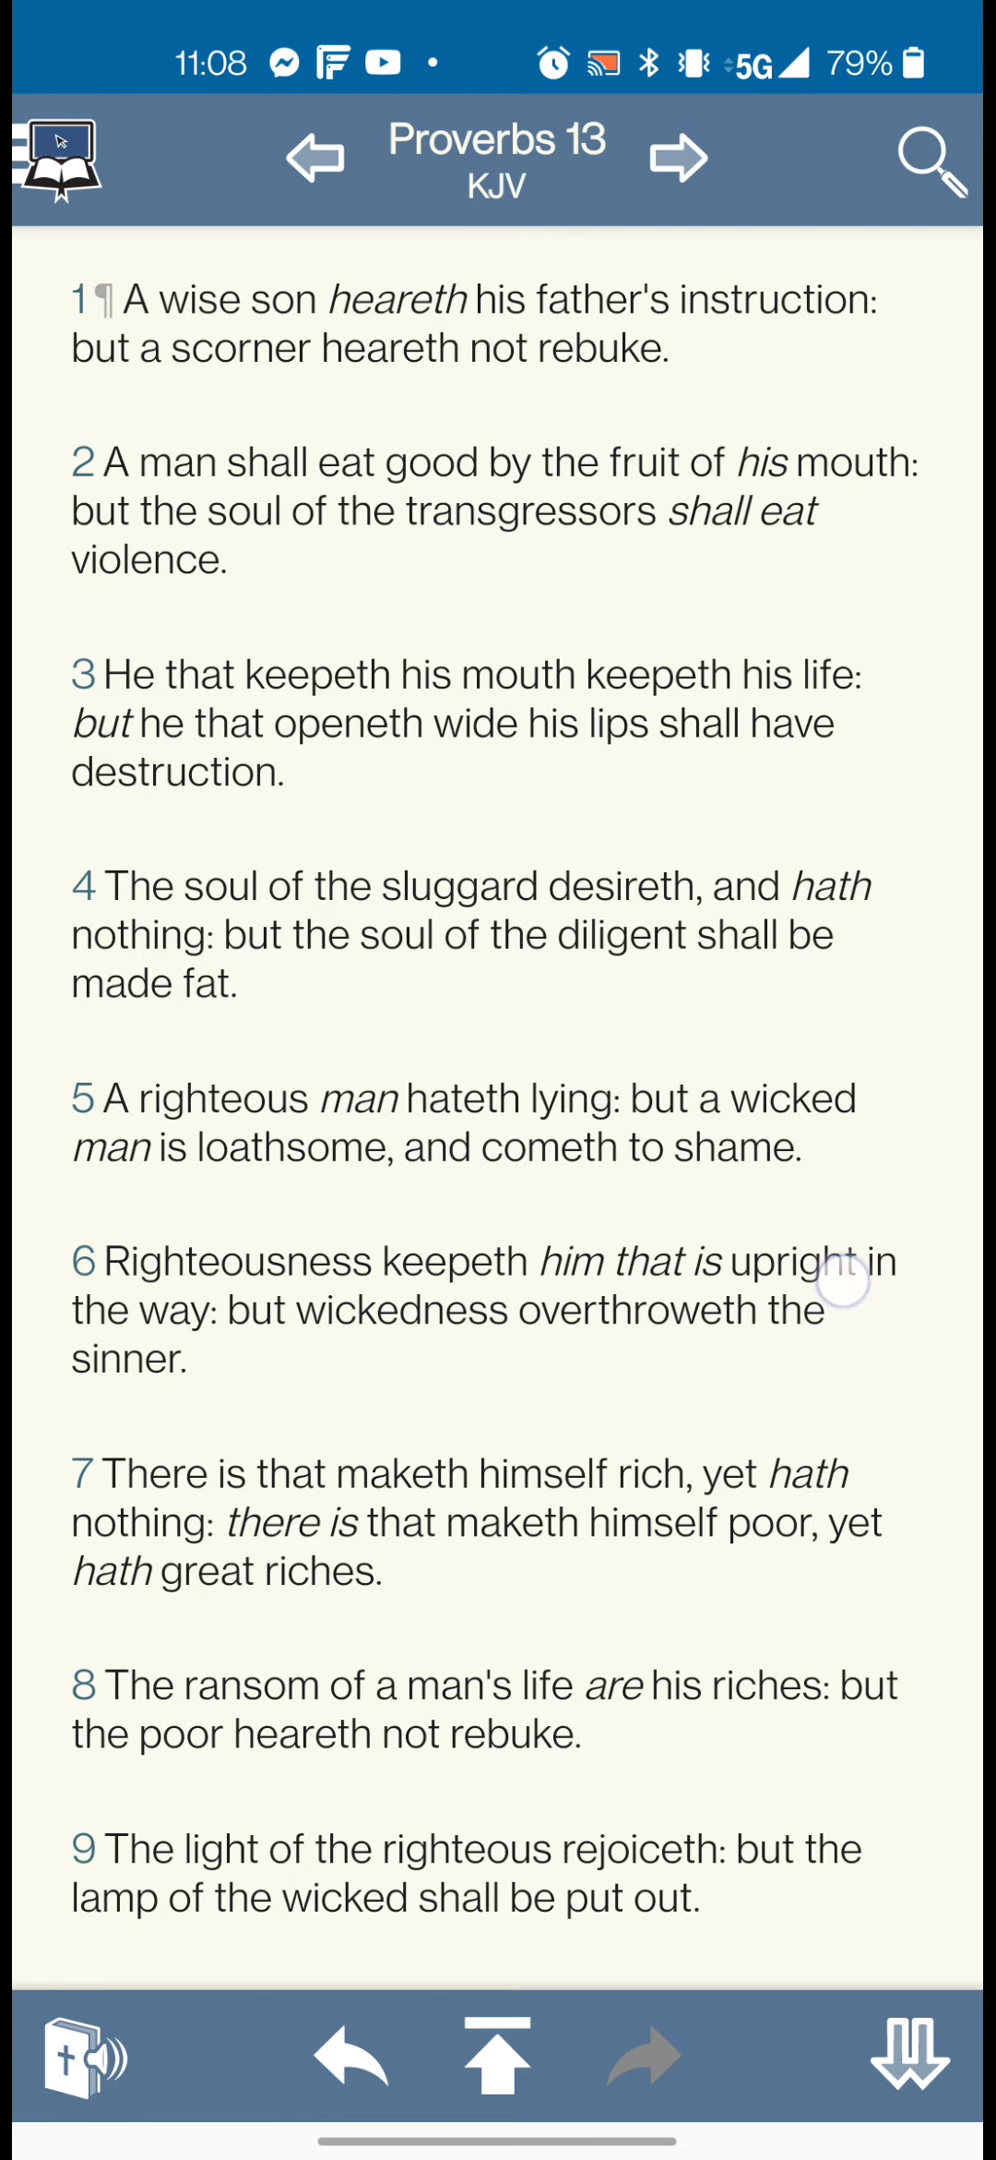 11:08 5G 79%
Proverbs 13
KJV
1 ¶ A wise son heareth his father's instruction:
but a scorner heareth not rebuke.
2 A man shall eat good by the fruit of his mouth:
but the soul of the transgressors shall eat
violence.
3 He that keepeth his mouth keepeth his life:
but he that openeth wide his lips shall have
destruction.
4 The soul of the sluggard desireth, and hath
nothing: but the soul of the diligent shall be
made fat.
5 A righteous man hateth lying: but a wicked
man is loathsome, and cometh to shame.
6 Righteousness keepeth him that is upright in
the way: but wickedness overthroweth the
sinner.
7 There is that maketh himself rich, yet hath
nothing: there is that maketh himself poor, yet
hath great riches.
8 The ransom of a man's life are his riches: but
the poor heareth not rebuke.
9 The light of the righteous rejoiceth: but the
lamp of the wicked shall be put out.